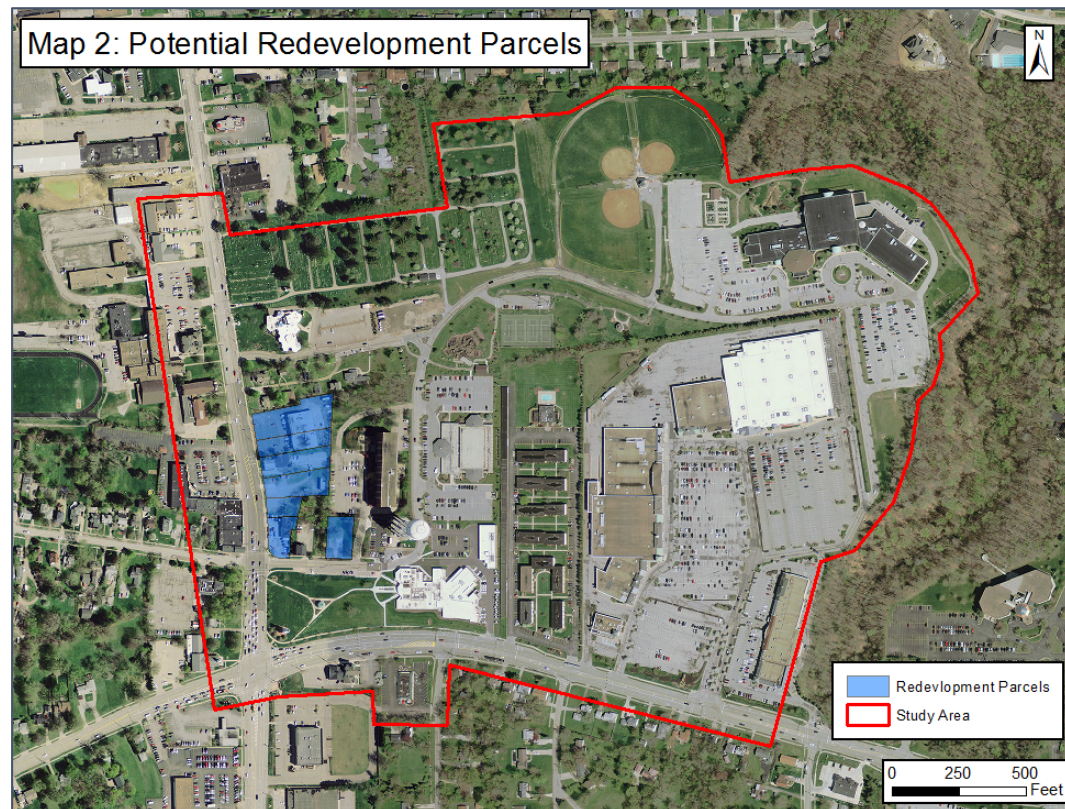 Map 2: Potential Redevelopment Parcels
N
Redevlopment Parcels
Study Area
0 250 500
Feet